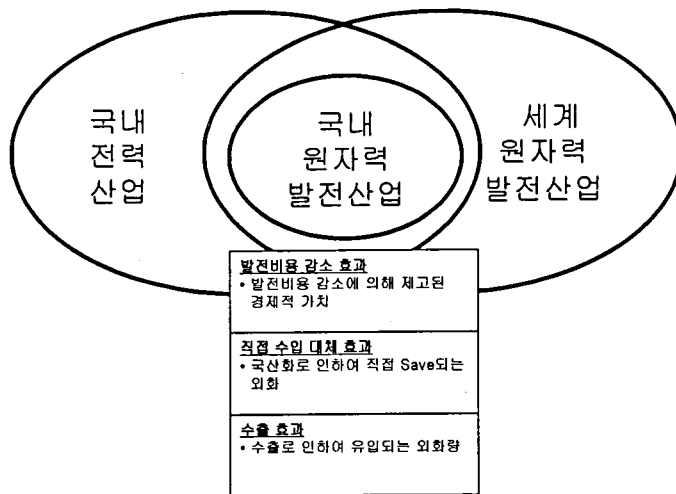 국내
전력
산업
국내
원자력
발전산업
세계
원자력
발전산업
발전비용 감소 효과
• 발전비용 감소에 의해 제고된
경제적 가치
직접 수입 대체 효과
• 국산화로 인하여 직접 Save되는
외화
수출 효과
• 수출로 인하여 유입되는 외화량